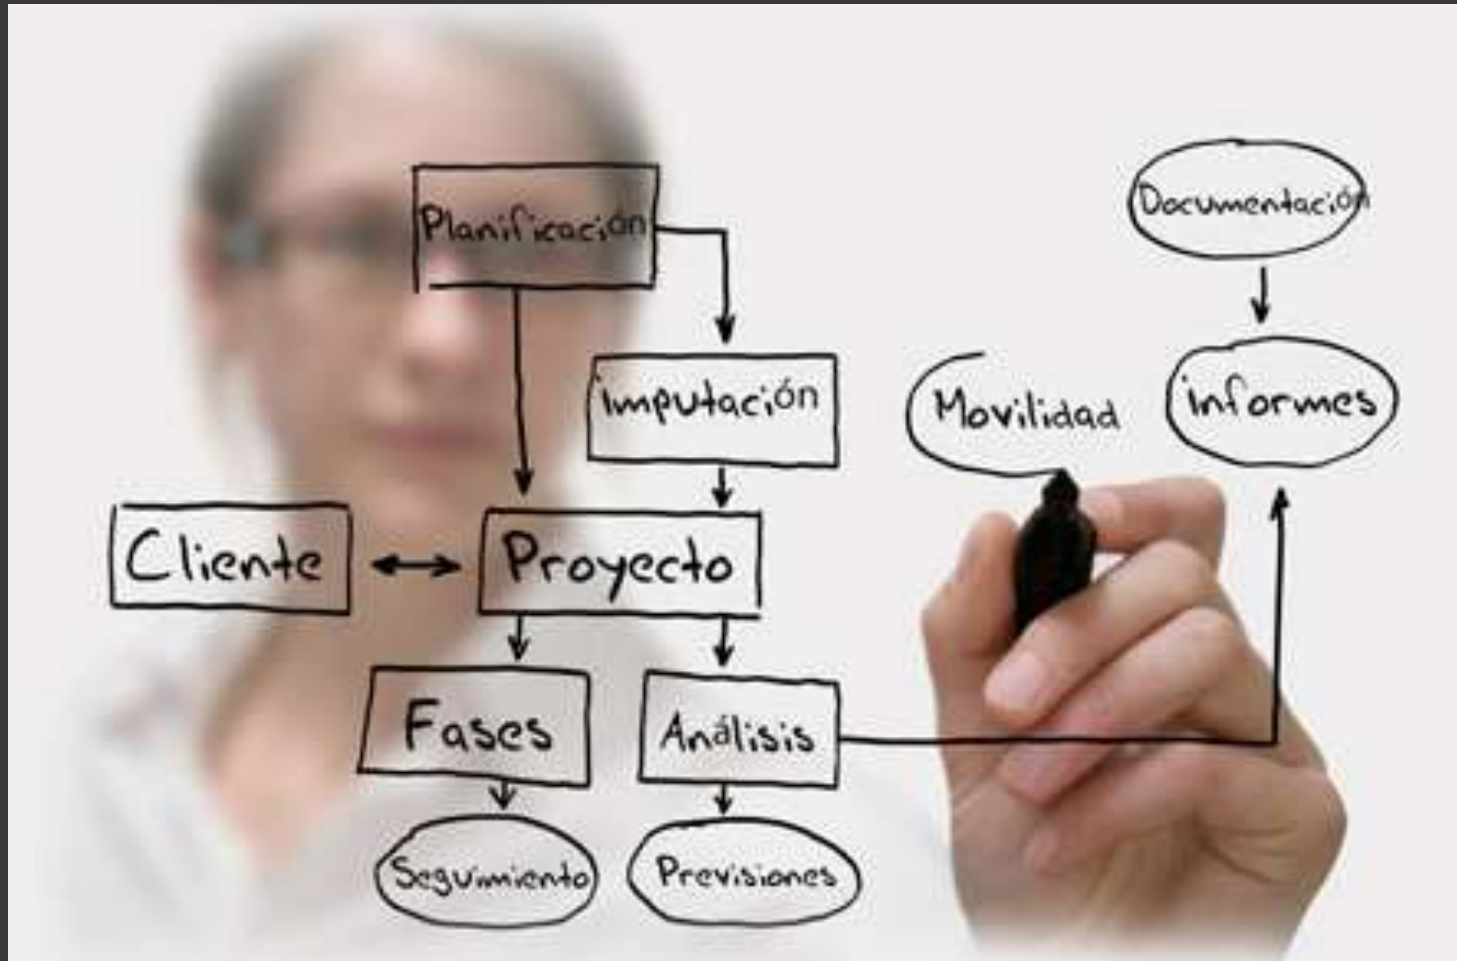 Planificación
Documentación
imputación
Movilidad
informes
Cliente
Proyecto
Fases
Análisis
Seguimiento
Previsiones